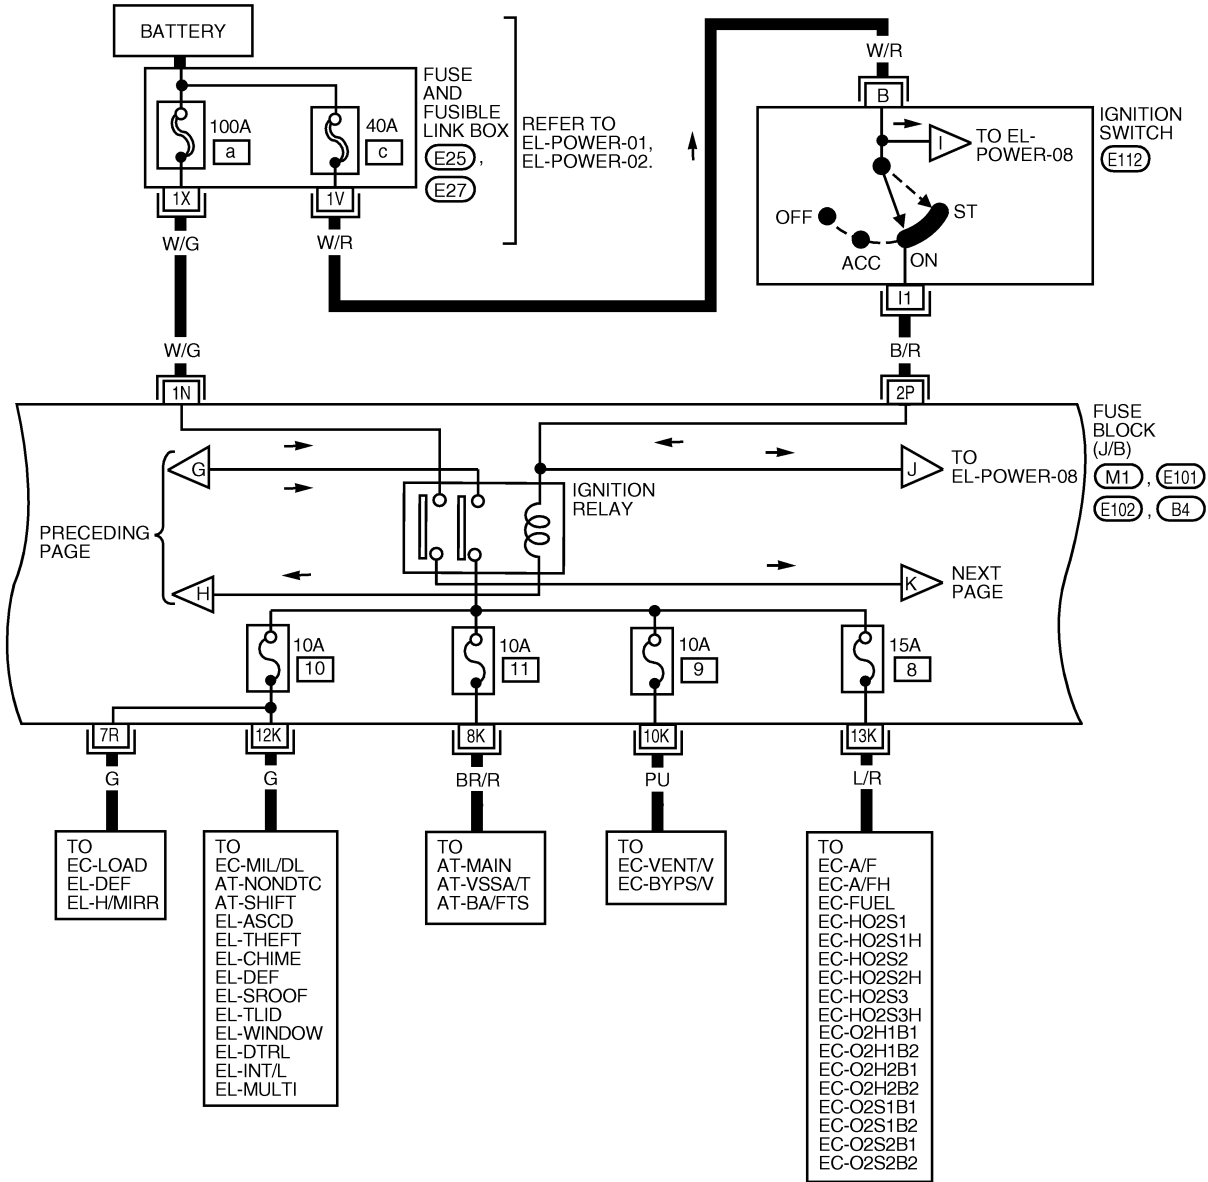 BATTERY
FUSE
AND
FUSIBLE
LINK BOX
E25 ,
E27
100A
a
40A
c
1X
1V
W/G
W/R
REFER TO
EL-POWER-01,
EL-POWER-02.
W/R
B
IGNITION
SWITCH
E112
I
TO EL-
POWER-08
OFF
ACC
ON
ST
I1
W/G
B/R
1N
2P
FUSE
BLOCK
(J/B)
M1 , E101
E102 , B4
G
J
TO
EL-POWER-08
IGNITION
RELAY
PRECEDING
PAGE
H
K
NEXT
PAGE
10A
10
10A
11
10A
9
15A
8
7R
12K
8K
10K
13K
G
G
BR/R
PU
L/R
TO
EC-LOAD
EL-DEF
EL-H/MIRR
TO
EC-MIL/DL
AT-NONDTC
AT-SHIFT
EL-ASCD
EL-THEFT
EL-CHIME
EL-DEF
EL-SROOF
EL-TLID
EL-WINDOW
EL-DTRL
EL-INT/L
EL-MULTI
TO
AT-MAIN
AT-VSSA/T
AT-BA/FTS
TO
EC-VENT/V
EC-BYPS/V
TO
EC-A/F
EC-A/FH
EC-FUEL
EC-HO2S1
EC-HO2S1H
EC-HO2S2
EC-HO2S2H
EC-HO2S3
EC-HO2S3H
EC-O2H1B1
EC-O2H1B2
EC-O2H2B1
EC-O2H2B2
EC-O2S1B1
EC-O2S1B2
EC-O2S2B1
EC-O2S2B2